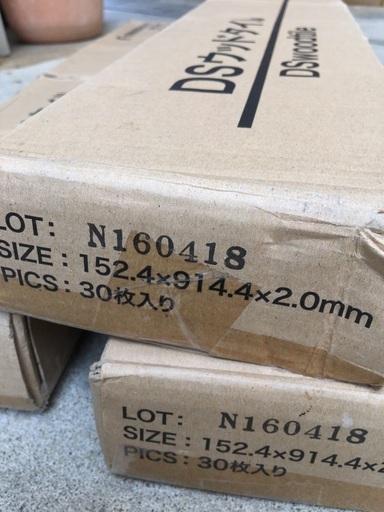 DSウッドタイル
DSwoodtile
LOT: N160418
SIZE : 152.4×914.4×2.0mm
PICS : 30枚入り
LOT: N160418
SIZE : 152.4×914.4×2
PICS : 30枚入り